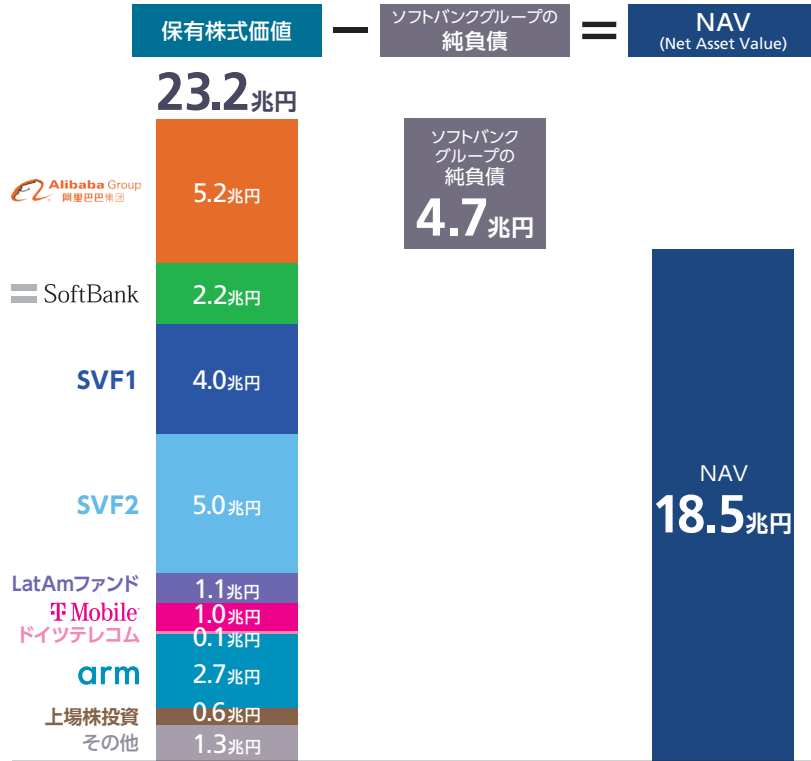 保有株式価値
ー
ソフトバンクグループの
純負債
=
NAV
(Net Asset Value)
23.2兆円
Alibaba Group
阿里巴巴集团
5.2兆円
ソフトバンク
グループの
純負債
4.7兆円
SoftBank
2.2兆円
SVF1
4.0兆円
SVF2
5.0兆円
NAV
18.5兆円
LatAmファンド
1.1兆円
T Mobile
1.0兆円
ドイツテレコム
0.1兆円
arm
2.7兆円
上場株投資
0.6兆円
その他
1.3兆円